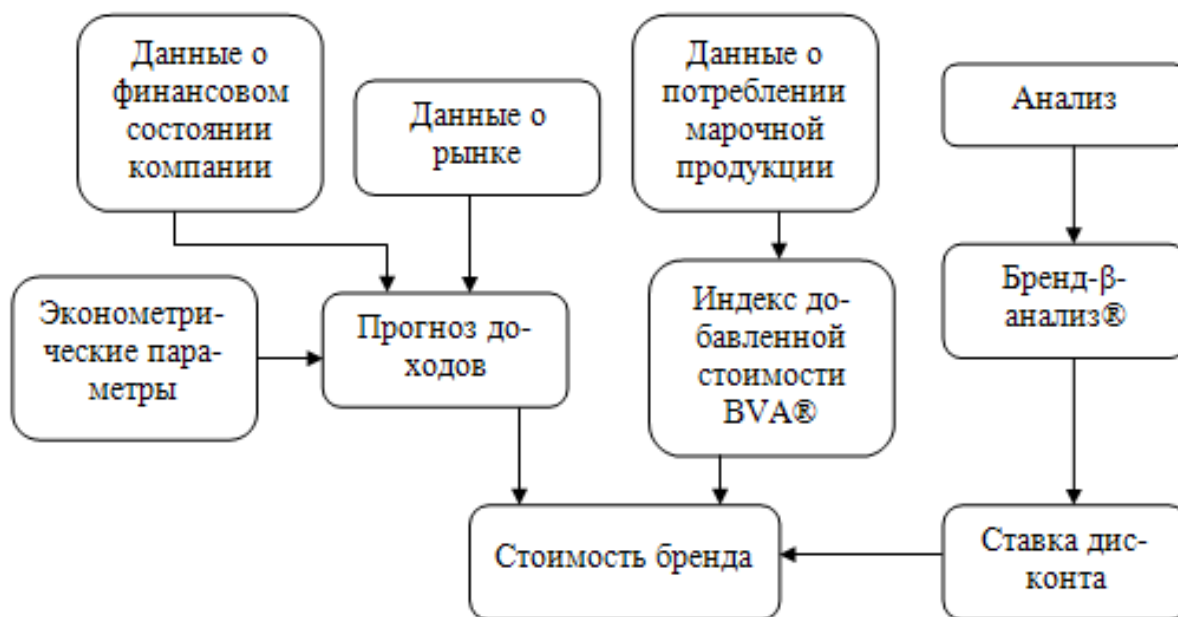 Данные о
финансовом
состоянии
компании
Данные о
рынке
Данные о
потреблении
марочной
продукции
Анализ
Эконометри-
ческие пара-
метры
Прогноз до-
ходов
Индекс до-
бавленной
стоимости
BVA®
Бренд-β-
анализ®
Стоимость бренда
Ставка дис-
конта